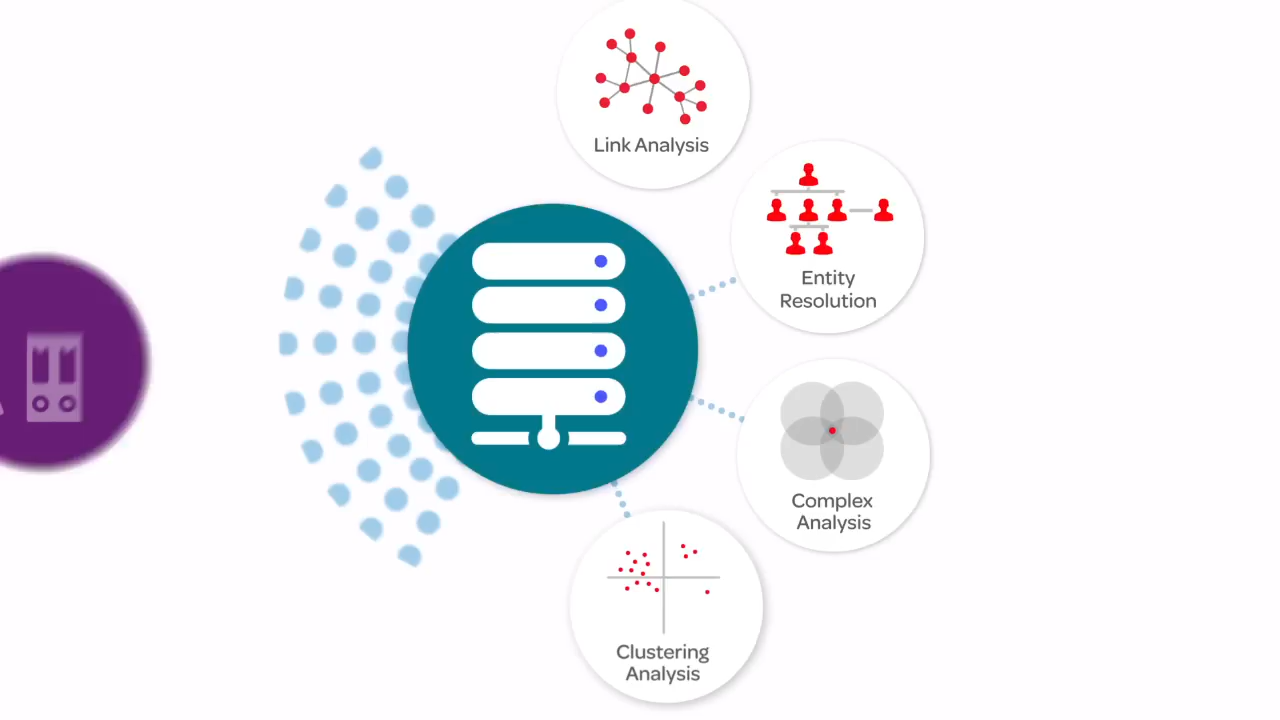 Link Analysis
Entity
Resolution
Complex
Analysis
Clustering
Analysis